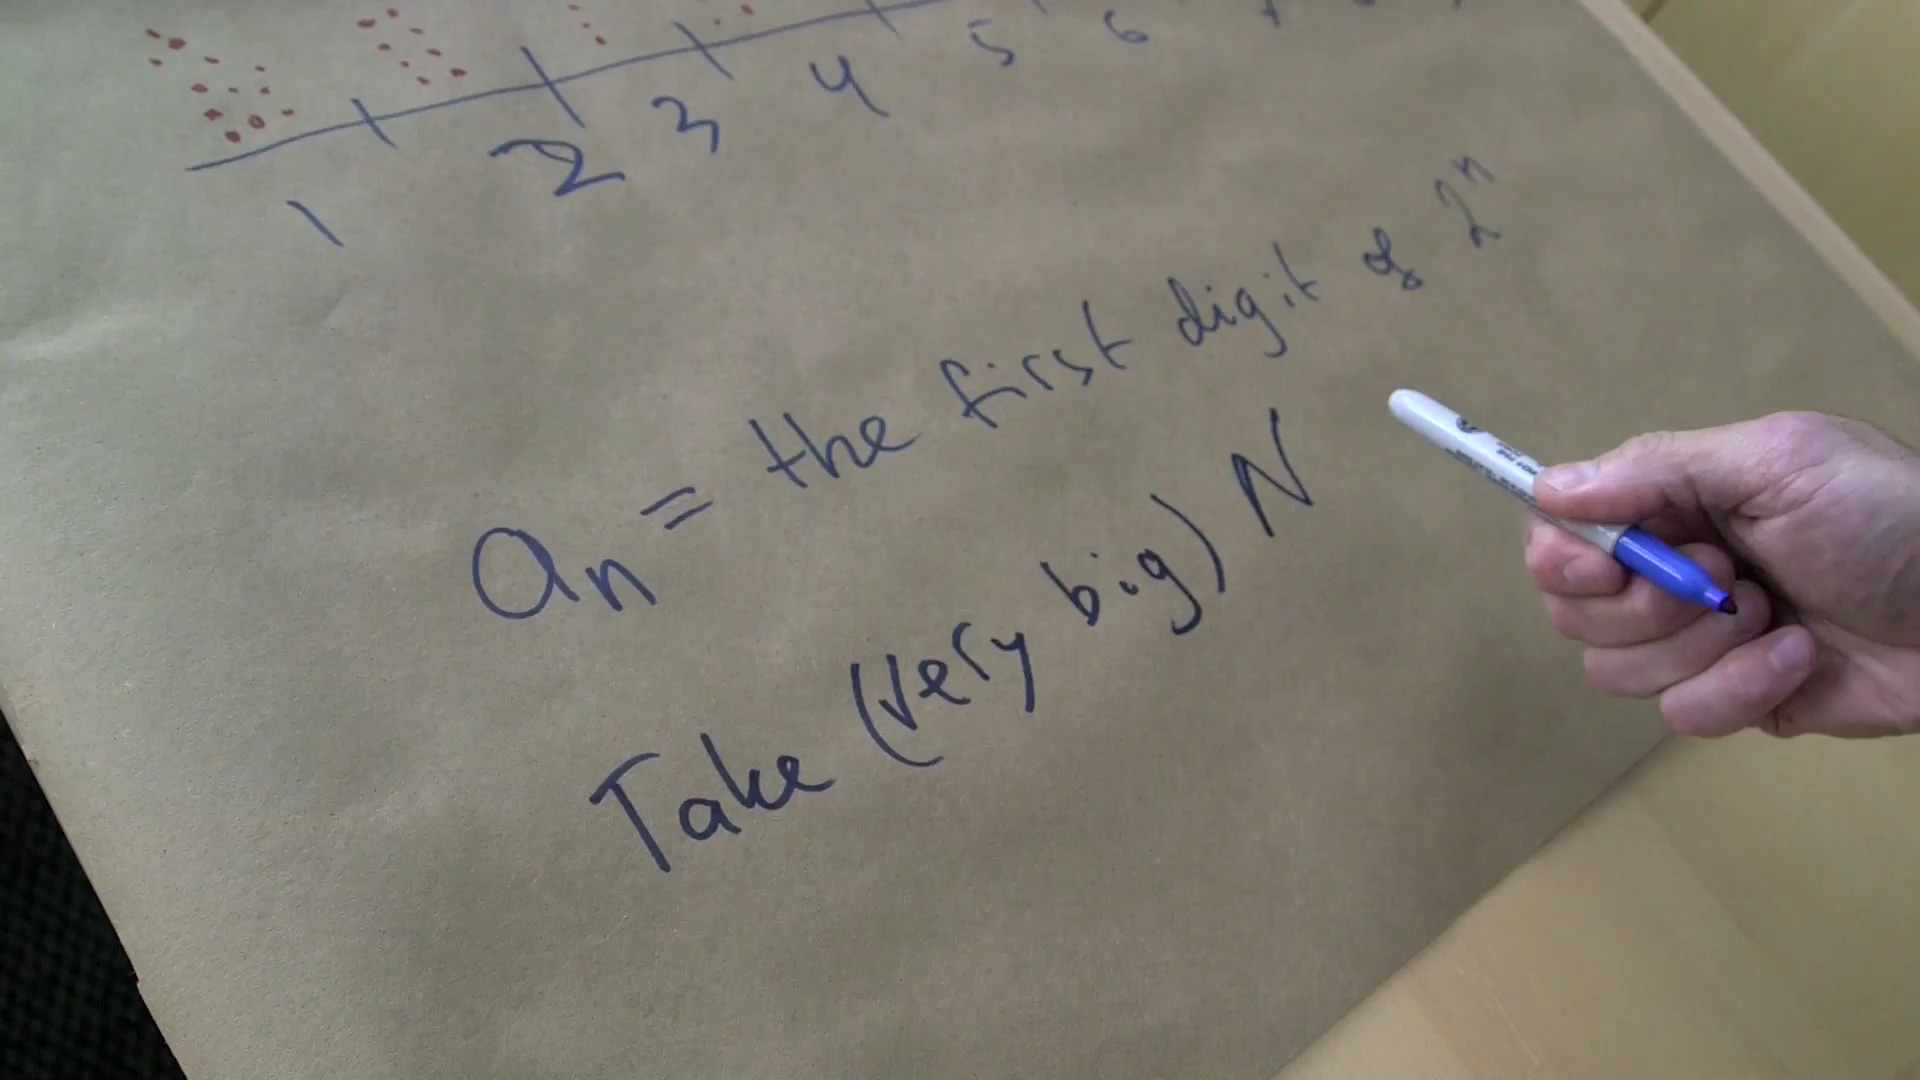 1 2 3 4 5 6
aₙ = the first digit of 2ⁿ
Take (very big) N